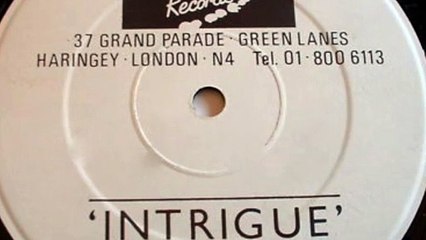 Records
37 GRAND PARADE · GREEN LANES
HARINGEY · LONDON · N4 Tel. 01 · 800 6113
'INTRIGUE'